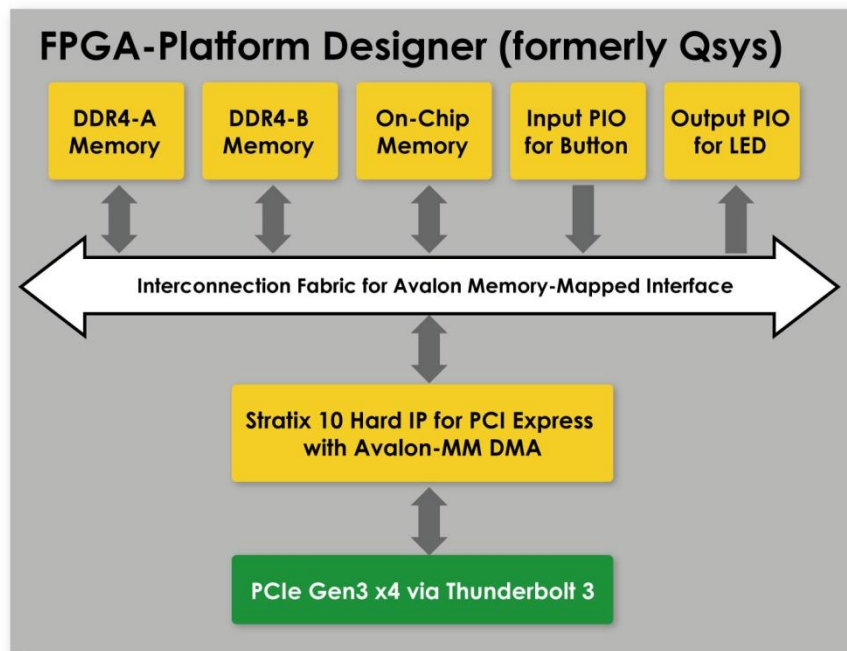 FPGA-Platform Designer (formerly Qsys)
DDR4-A
Memory
DDR4-B
Memory
On-Chip
Memory
Input PIO
for Button
Output PIO
for LED
Interconnection Fabric for Avalon Memory-Mapped Interface
Stratix 10 Hard IP for PCI Express
with Avalon-MM DMA
PCIe Gen3 x4 via Thunderbolt 3